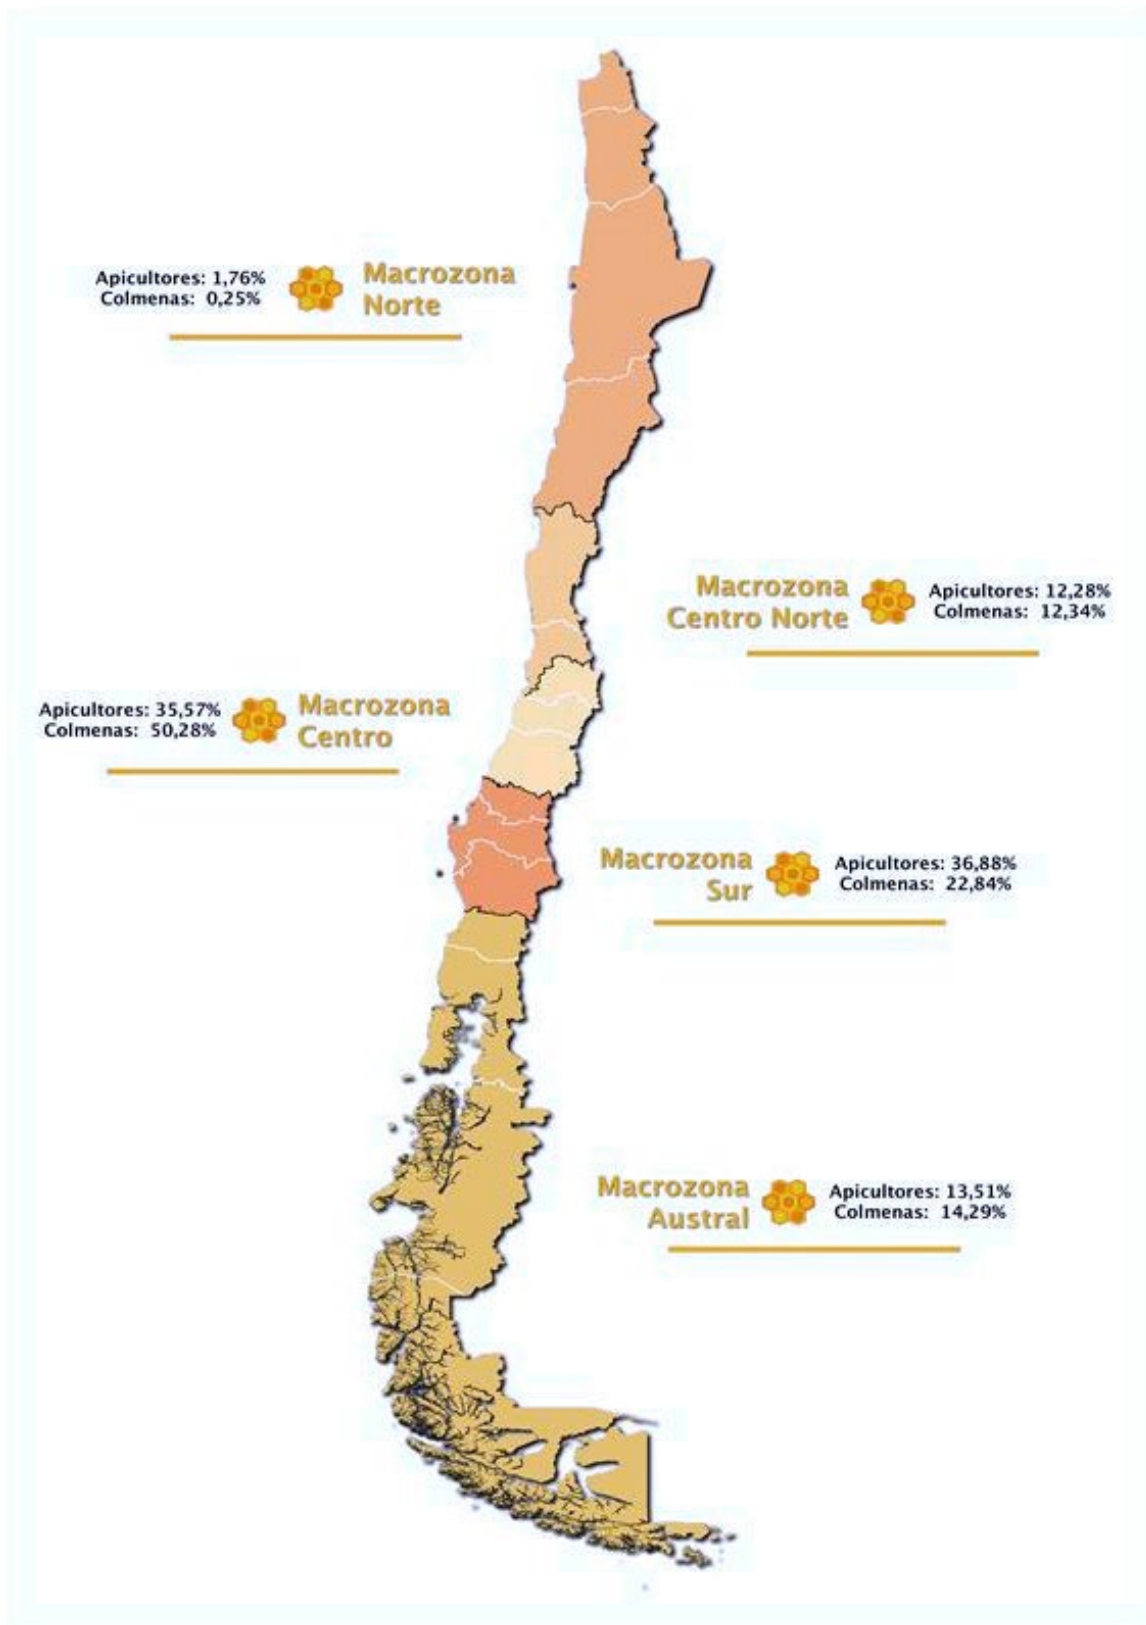 Apicultores: 1,76%
Colmenas: 0,25%
Macrozona
Norte
Macrozona
Centro Norte
Apicultores: 12,28%
Colmenas: 12,34%
Apicultores: 35,57%
Colmenas: 50,28%
Macrozona
Centro
Macrozona
Sur
Apicultores: 36,88%
Colmenas: 22,84%
Macrozona
Austral
Apicultores: 13,51%
Colmenas: 14,29%